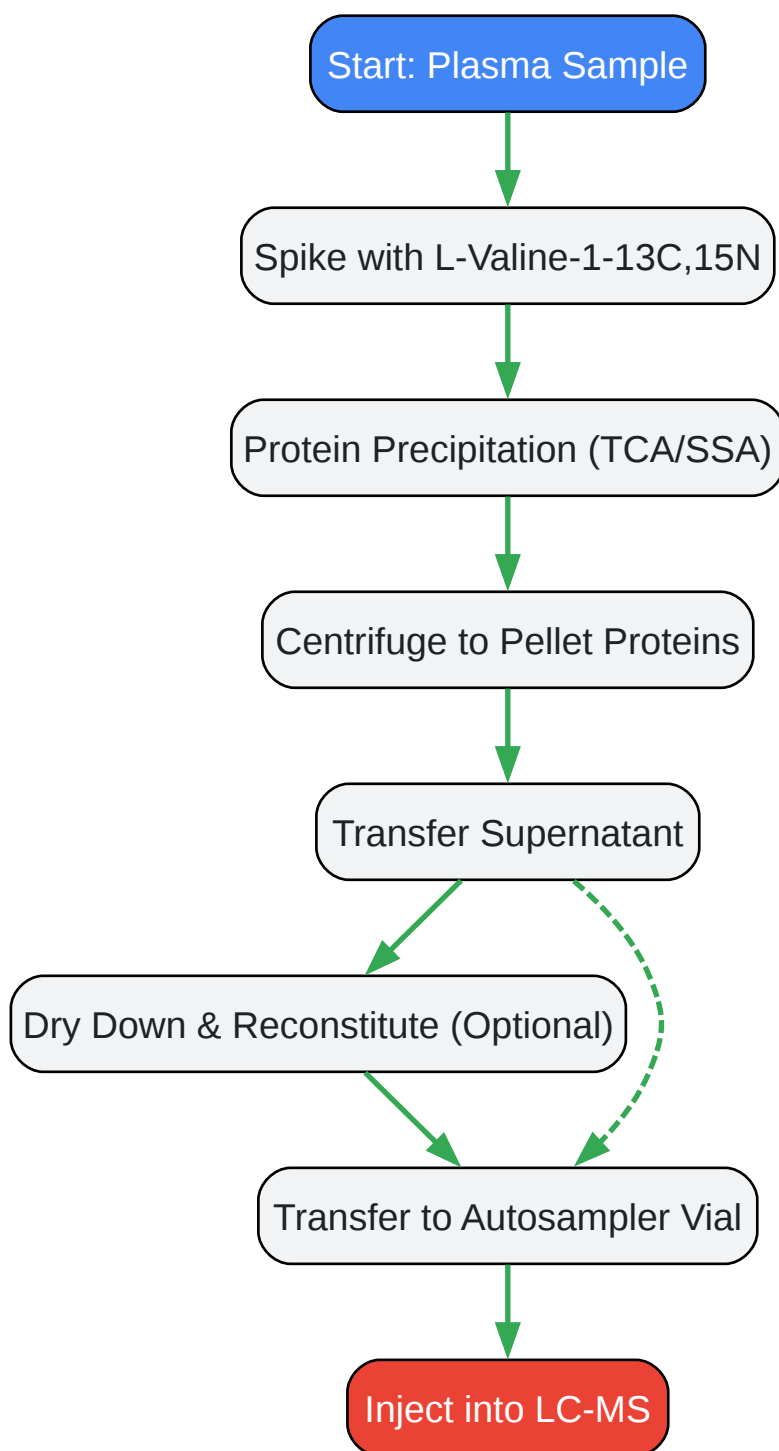 Start: Plasma Sample
Spike with L-Valine-1-13C,15N
Protein Precipitation (TCA/SSA)
Centrifuge to Pellet Proteins
Transfer Supernatant
Dry Down & Reconstitute (Optional)
Transfer to Autosampler Vial
Inject into LC-MS